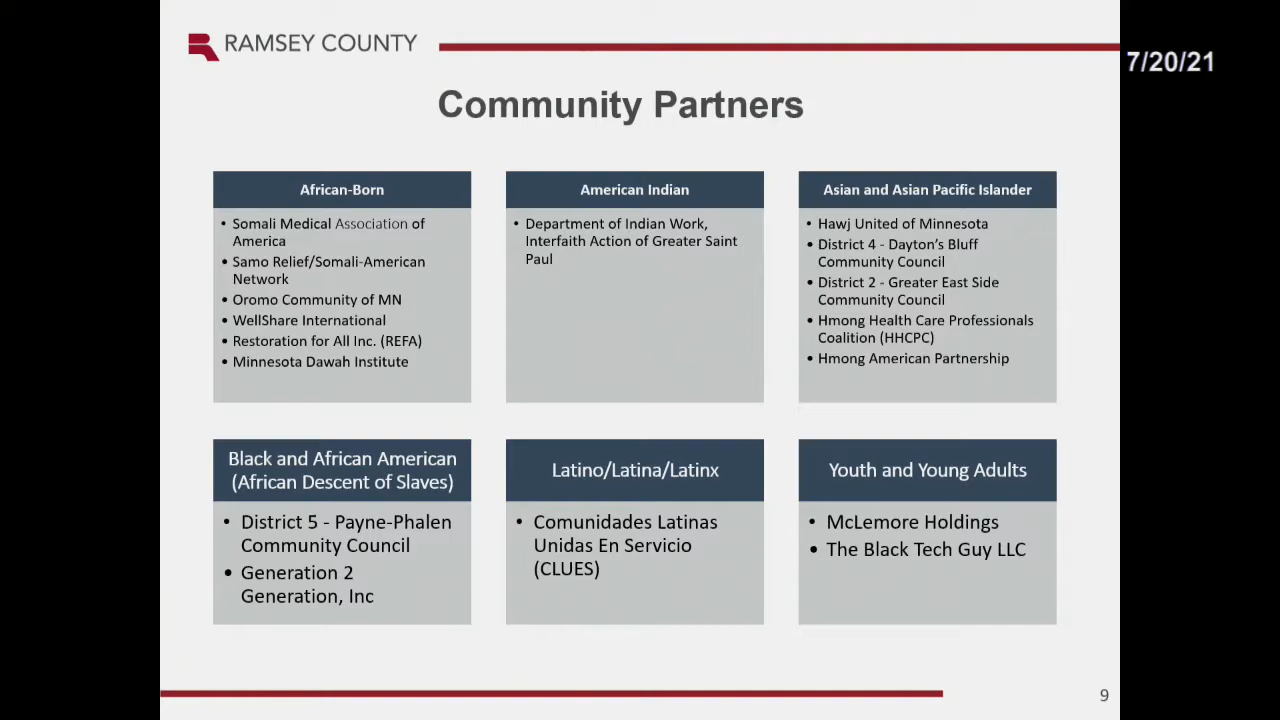 RAMSEY COUNTY
7/20/21
Community Partners
African-Born
• Somali Medical Association of
America
• Samo Relief/Somali-American
Network
• Oromo Community of MN
• WellShare International
• Restoration for All Inc. (REFA)
• Minnesota Dawah Institute
American Indian
• Department of Indian Work,
Interfaith Action of Greater Saint
Paul
Asian and Asian Pacific Islander
• Hawj United of Minnesota
• District 4 - Dayton's Bluff
Community Council
• District 2 - Greater East Side
Community Council
• Hmong Health Care Professionals
Coalition (HHCPC)
• Hmong American Partnership
Black and African American
(African Descent of Slaves)
• District 5 - Payne-Phalen
Community Council
• Generation 2
Generation, Inc
Latino/Latina/Latinx
• Comunidades Latinas
Unidas En Servicio
(CLUES)
Youth and Young Adults
• McLemore Holdings
• The Black Tech Guy LLC
9